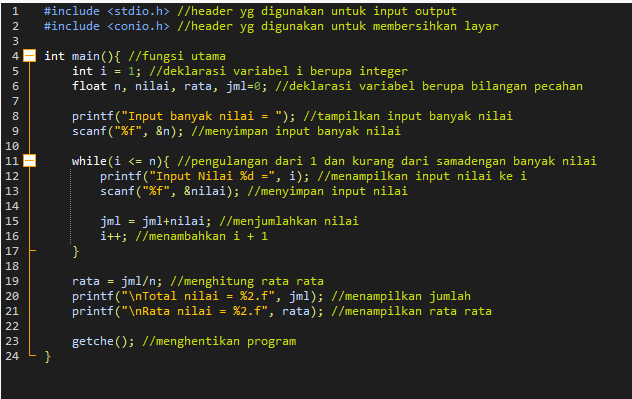 1 #include <stdio.h> //header yg digunakan untuk input output
2 #include <conio.h> //header yg digunakan untuk membersihkan layar
3
4 int main(){ //fungsi utama
5 int i = 1; //deklarasi variabel i berupa integer
6 float n, nilai, rata, jml=0; //deklarasi variabel berupa bilangan pecahan
7
8 printf("Input banyak nilai = "); //tampilkan input banyak nilai
9 scanf("%f", &n); //menyimpan input banyak nilai
10
11 while(i <= n){ //pengulangan dari 1 dan kurang dari samadengan banyak nilai
12 printf("Input Nilai %d =", i); //menampilkan input nilai ke i
13 scanf("%f", &nilai); //menyimpan input nilai
14
15 jml = jml+nilai; //menjumlahkan nilai
16 i++; //menambahkan i + 1
17 }
18
19 rata = jml/n; //menghitung rata rata
20 printf("\nTotal nilai = %2.f", jml); //menampilkan jumlah
21 printf("\nRata nilai = %2.f", rata); //menampilkan rata rata
22
23 getche(); //menghentikan program
24 }